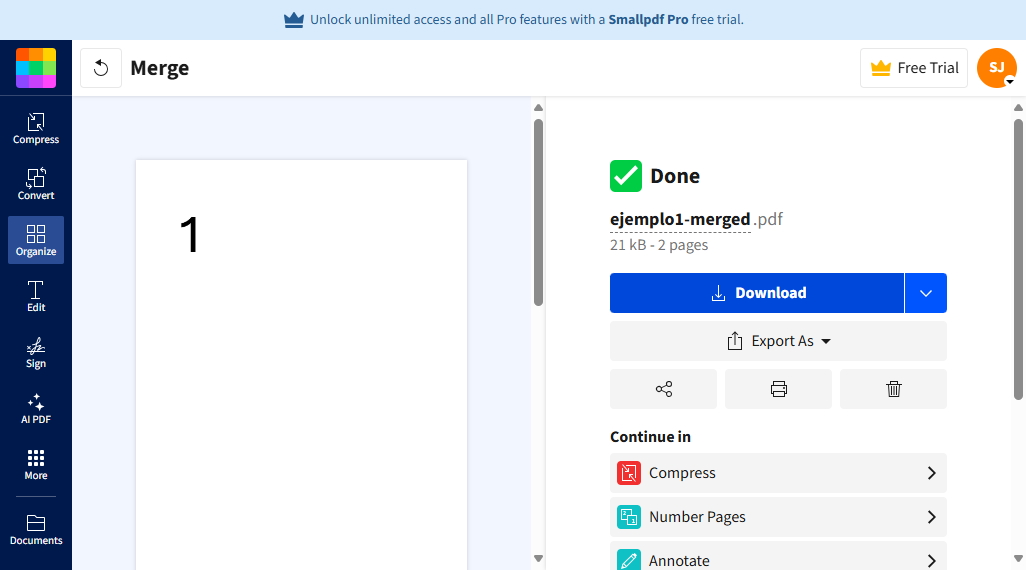 Unlock unlimited access and all Pro features with a Smallpdf Pro free trial.
Merge
Free Trial
SJ
Compress
Convert
Organize
Edit
Sign
AI PDF
More
Documents
1
Done
ejemplo1-merged.pdf
21 kB - 2 pages
Download
Export As
Continue in
Compress
Number Pages
Annotate